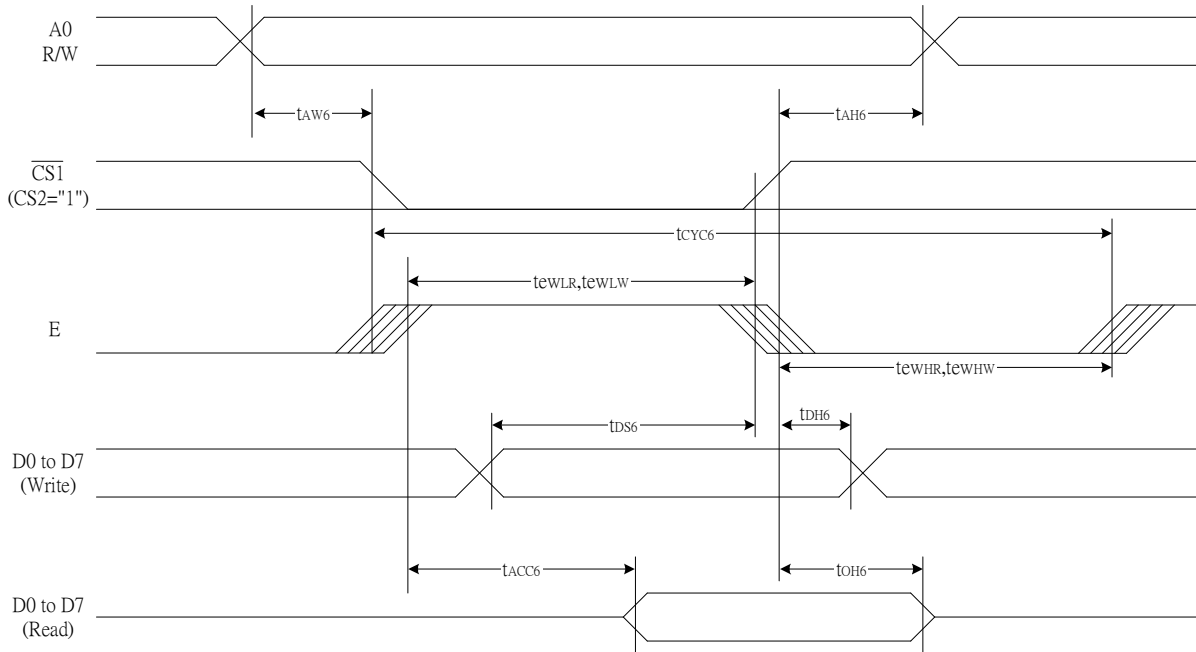 A0
R/W
tAW6
tAH6
CS1
(CS2="1")
tCYC6
tewLR,tewLW
E
tewHR,tewHW
tDS6
tDH6
D0 to D7
(Write)
tACC6
tOH6
D0 to D7
(Read)